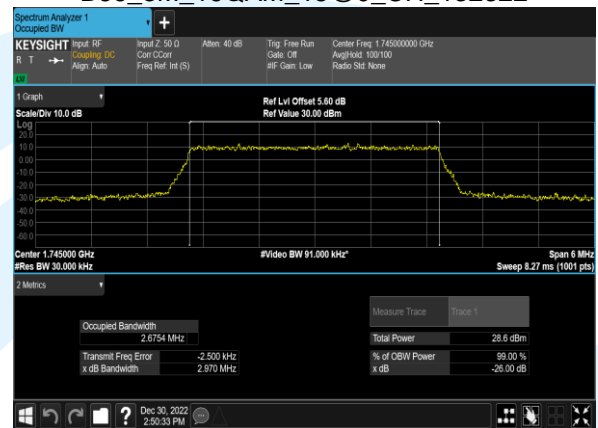 Spectrum Analyzer 1
Occupied BW
KEYSIGHT
R T
LXI
Input: RF
Coupling: DC
Align: Auto
Input Z: 50 Ω
Corr CCorr
Freq Ref: Int (S)
Atten: 40 dB
Trig: Free Run
Gate: Off
#IF Gain: Low
Center Freq: 1.745000000 GHz
Avg|Hold: 100/100
Radio Std: None
1 Graph
Scale/Div 10.0 dB
Ref Lvl Offset 5.60 dB
Ref Value 30.00 dBm
Log
20.0
10.0
0.00
-10.0
-20.0
-30.0
-40.0
-50.0
-60.0
Center 1.745000 GHz
#Res BW 30.000 kHz
#Video BW 91.000 kHz*
Span 6 MHz
Sweep 8.27 ms (1001 pts)
2 Metrics
Measure Trace Trace 1
Occupied Bandwidth
2.6754 MHz
Total Power 28.6 dBm
Transmit Freq Error -2.500 kHz
% of OBW Power 99.00 %
x dB Bandwidth 2.970 MHz
x dB -26.00 dB
?
Dec 30, 2022
2:50:33 PM